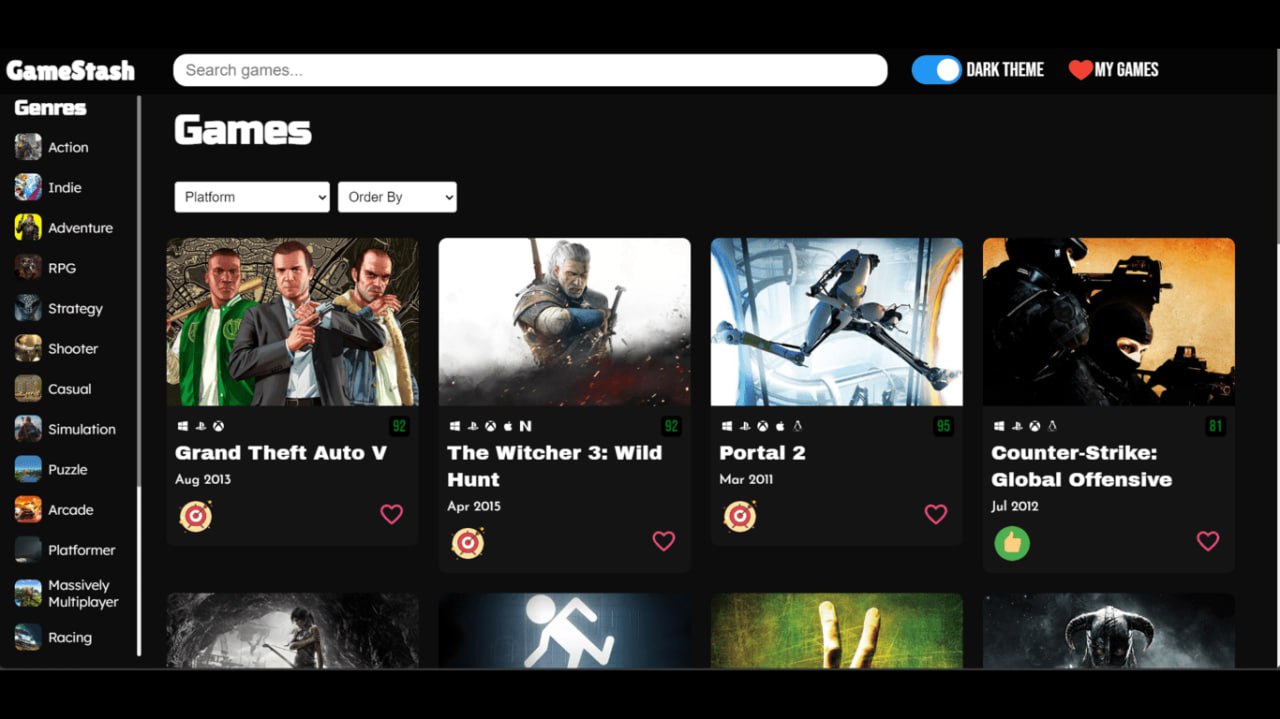 GameStash
Search games...
DARK THEME
MY GAMES
Genres
Action
Indie
Adventure
RPG
Strategy
Shooter
Casual
Simulation
Puzzle
Arcade
Platformer
Massively
Multiplayer
Racing
Games
Platform
Order By
92
Grand Theft Auto V
Aug 2013
92
The Witcher 3: Wild
Hunt
Apr 2015
95
Portal 2
Mar 2011
81
Counter-Strike:
Global Offensive
Jul 2012